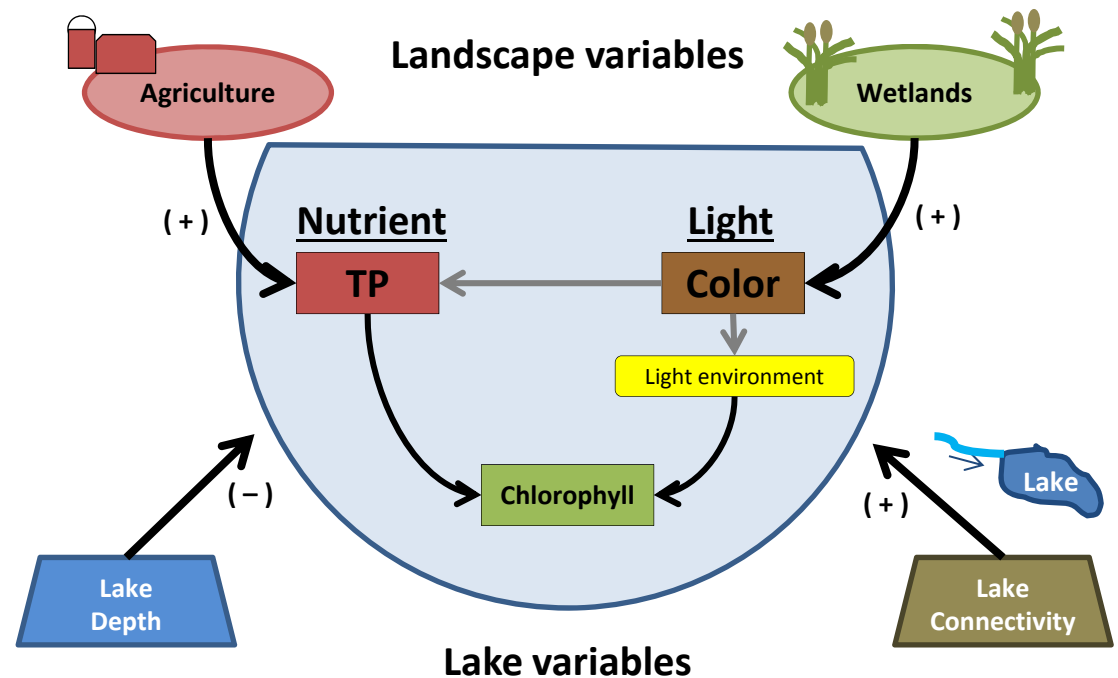 Landscape variables
Agriculture
Wetlands
( + )
( + )
Nutrient
Light
TP
Color
Light environment
Chlorophyll
( – )
( + )
Lake
Lake
Depth
Lake
Connectivity
Lake variables